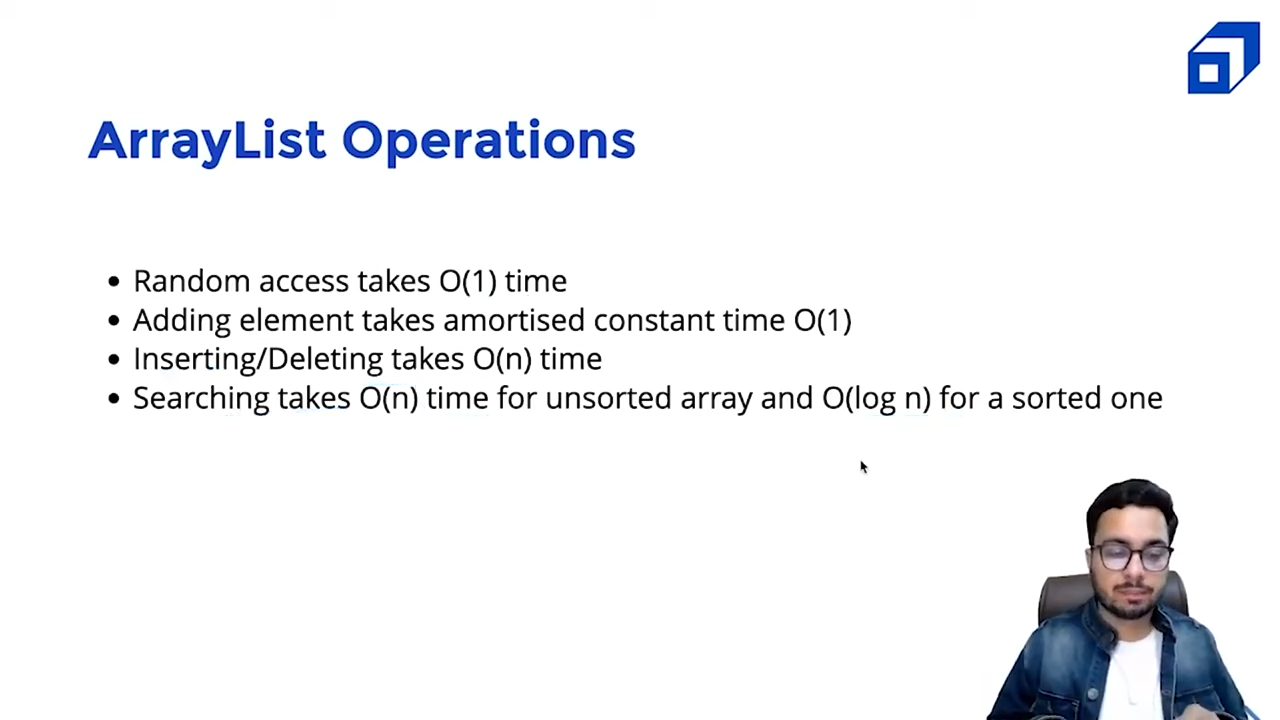 ArrayList Operations
Random access takes O(1) time
Adding element takes amortised constant time O(1)
Inserting/Deleting takes O(n) time
Searching takes O(n) time for unsorted array and O(log n) for a sorted one